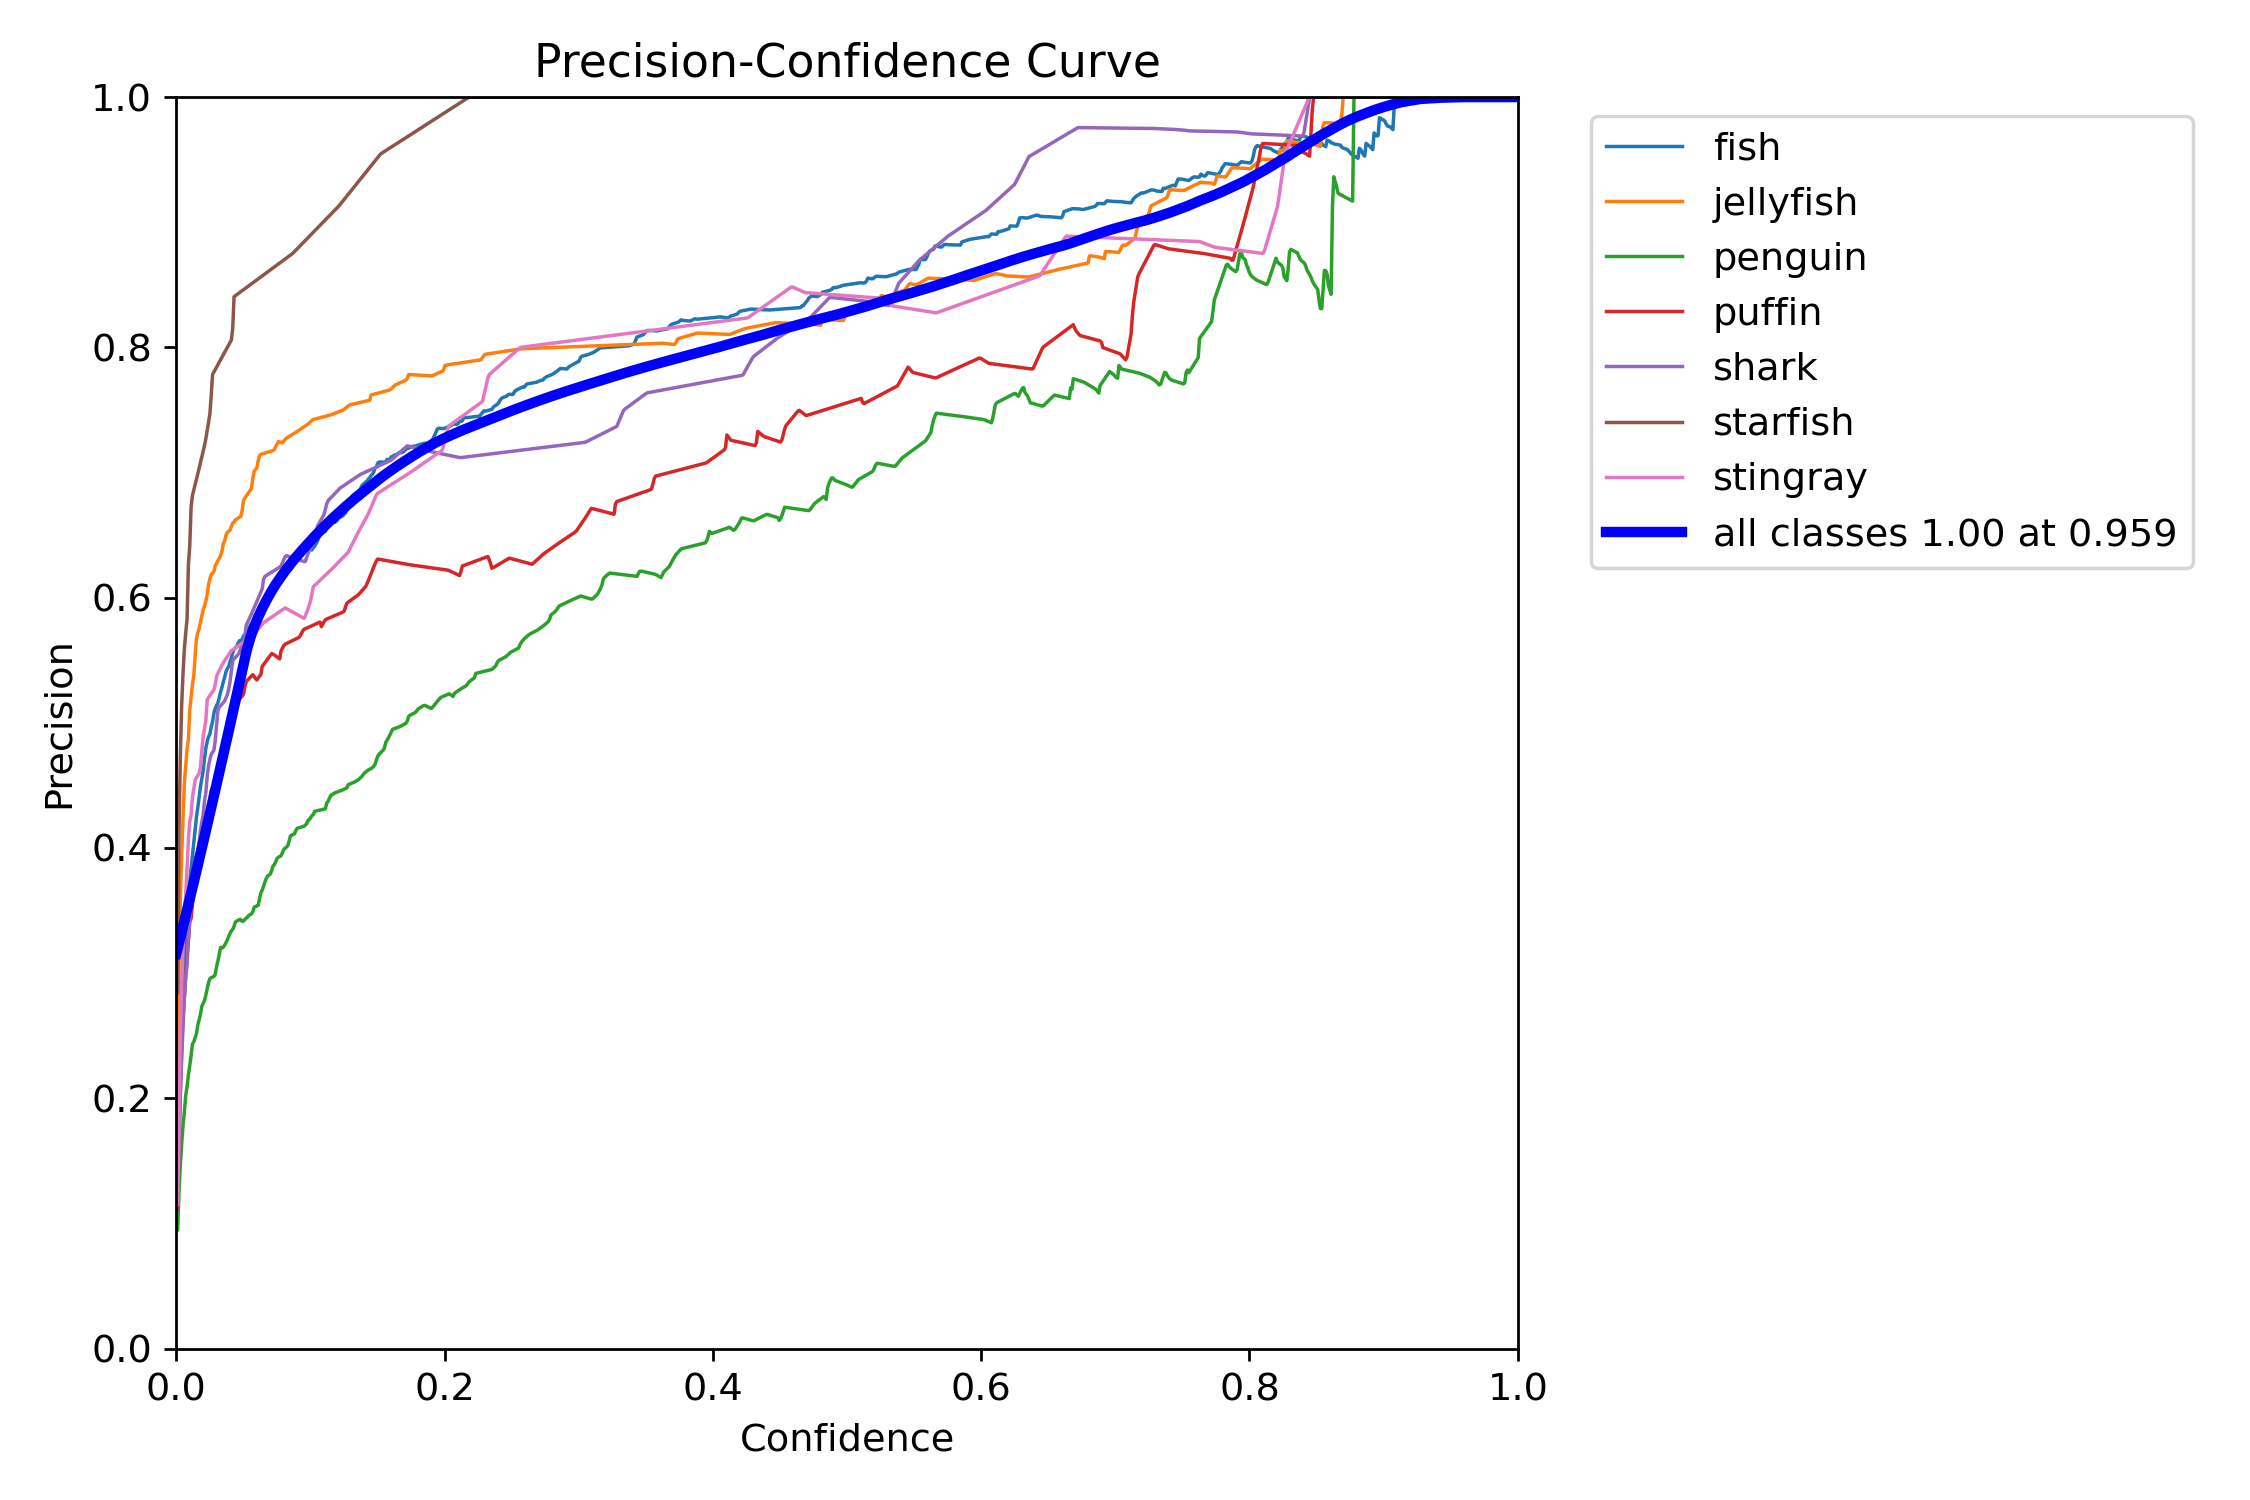 Precision-Confidence Curve
1.0
0.8
0.6
0.4
0.2
0.0
Precision
0.0 0.2 0.4 0.6 0.8 1.0
Confidence
fish
jellyfish
penguin
puffin
shark
starfish
stingray
all classes 1.00 at 0.959